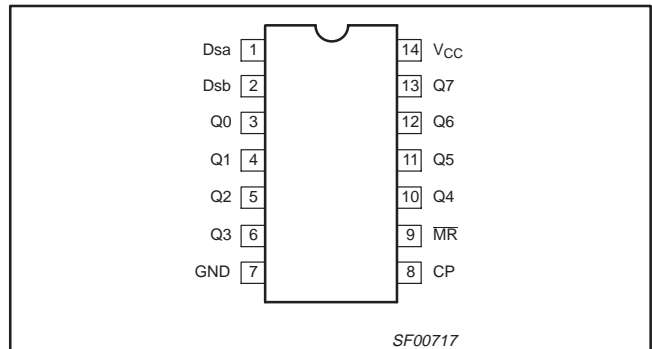 Dsa 1 14 VCC
Dsb 2 13 Q7
Q0 3 12 Q6
Q1 4 11 Q5
Q2 5 10 Q4
Q3 6 9 M̅R̅
GND 7 8 CP
SF00717